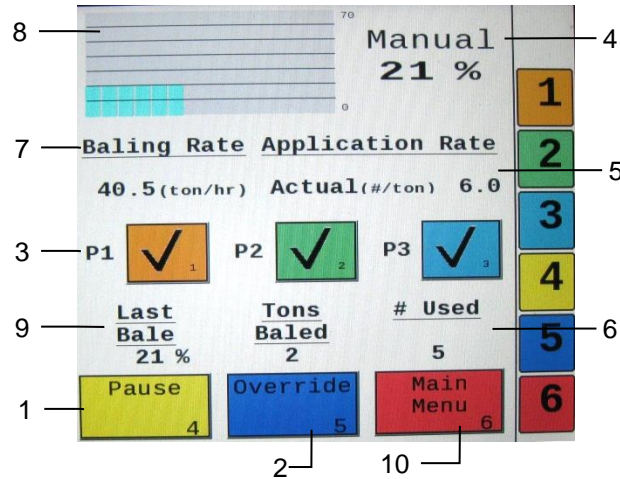 8
70
Manual
4
21 %
0
1
7
Baling Rate
Application Rate
2
5
40.5(ton/hr)
Actual(#/ton) 6.0
3
3
P1
1
P2
2
P3
3
4
9
Last
Bale
21 %
Tons
Baled
2
# Used
5
6
5
1
Pause
4
Override
5
Main
Menu
6
6
2
10